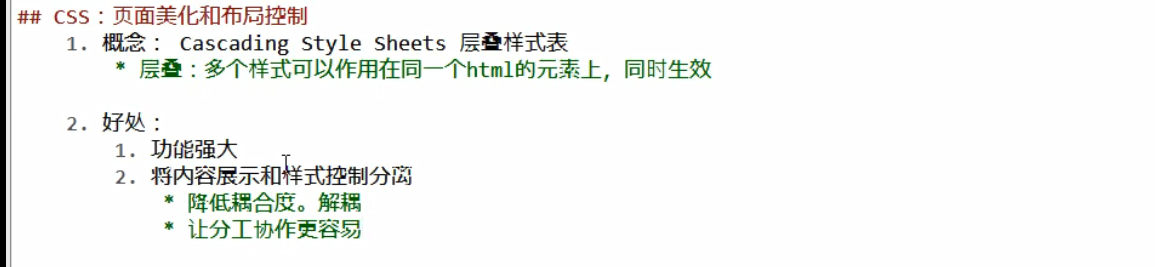 ## CSS：页面美化和布局控制
1. 概念： Cascading Style Sheets 层叠样式表
* 层叠：多个样式可以作用在同一个html的元素上，同时生效
2. 好处：
1. 功能强大
2. 将内容展示和样式控制分离
* 降低耦合度。解耦
* 让分工协作更容易